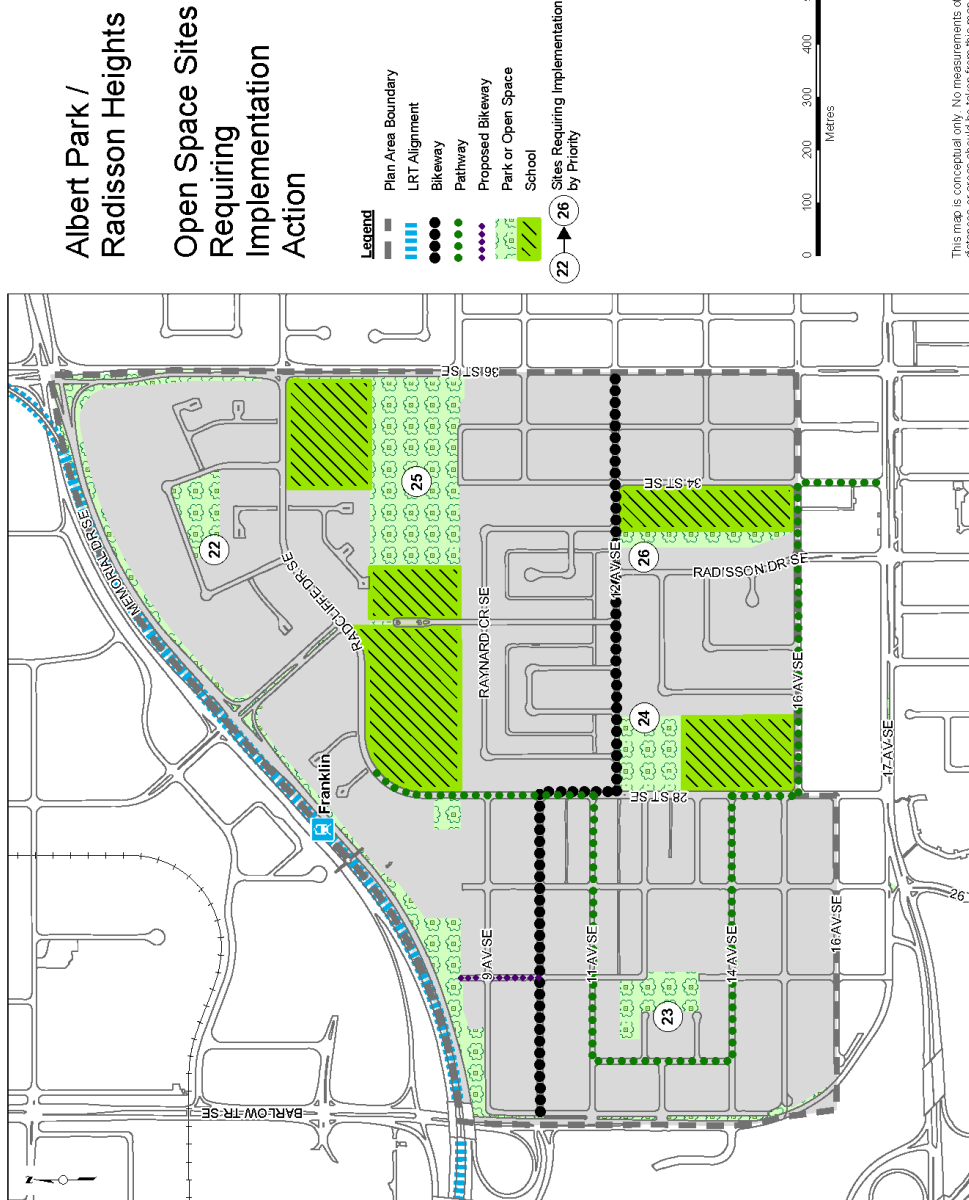 Albert Park /
Radisson Heights
Open Space Sites
Requiring
Implementation
Action
Legend
Plan Area Boundary
LRT Alignment
Bikeway
Pathway
Proposed Bikeway
Park or Open Space
School
22
26
Sites Requiring Implementation
by Priority
0
100
200
300
400
Metres
This map is conceptual only. No measurements of
MEMORIAL DR SE
36 ST SE
22
25
RADCLIFFE DR SE
Franklin
RAYNARD CR SE
12 AV SE
34 ST SE
26
RADISSON DR SE
24
28 ST SE
16 AV SE
17 AV SE
9 AV SE
11 AV SE
14 AV SE
16 AV SE
23
BARLOW TR SE
26
N